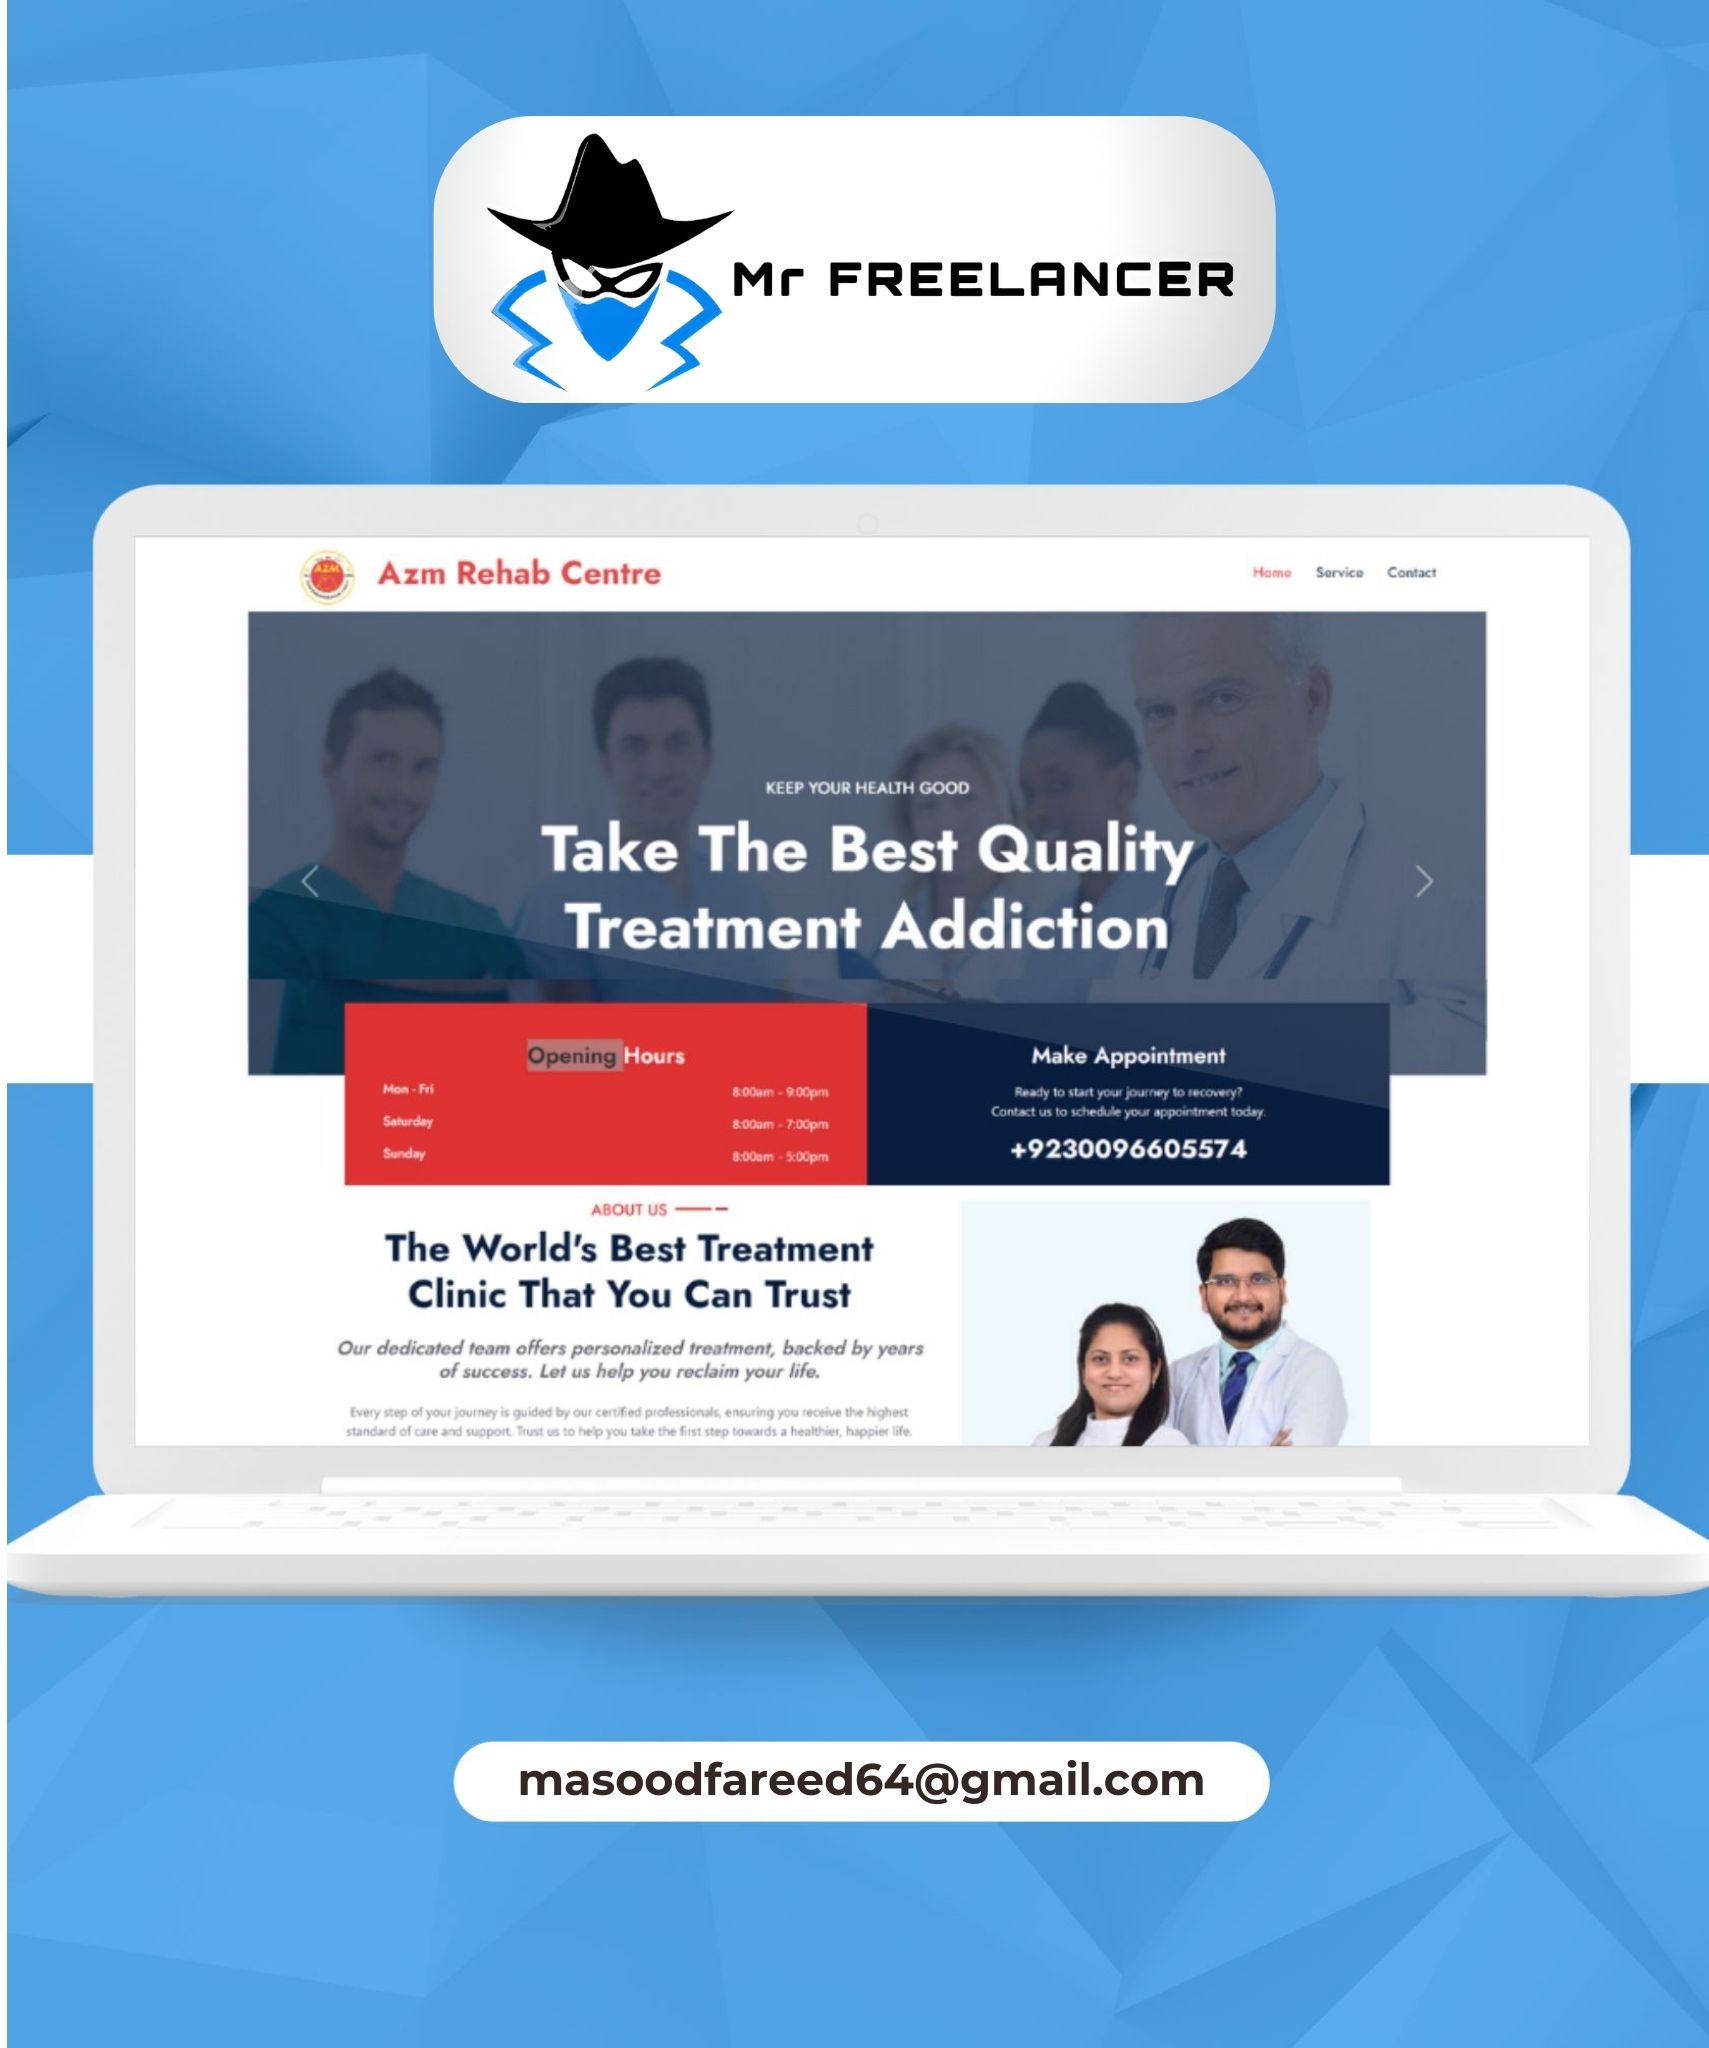 Mr FREELANCER
AZM
Azm Rehab Centre
Home Service Contact
KEEP YOUR HEALTH GOOD
Take The Best Quality
Treatment Addiction
Opening Hours
Mon - Fri 8:00am - 9:00pm
Saturday 8:00am - 7:00pm
Sunday 8:00am - 5:00pm
Make Appointment
Ready to start your journey to recovery?
Contact us to schedule your appointment today.
+9230096605574
ABOUT US
The World's Best Treatment
Clinic That You Can Trust
Our dedicated team offers personalized treatment, backed by years
of success. Let us help you reclaim your life.
Every step of your journey is guided by our certified professionals, ensuring you receive the highest
standard of care and support. Trust us to help you take the first step towards a healthier, happier life.
masoodfareed64@gmail.com